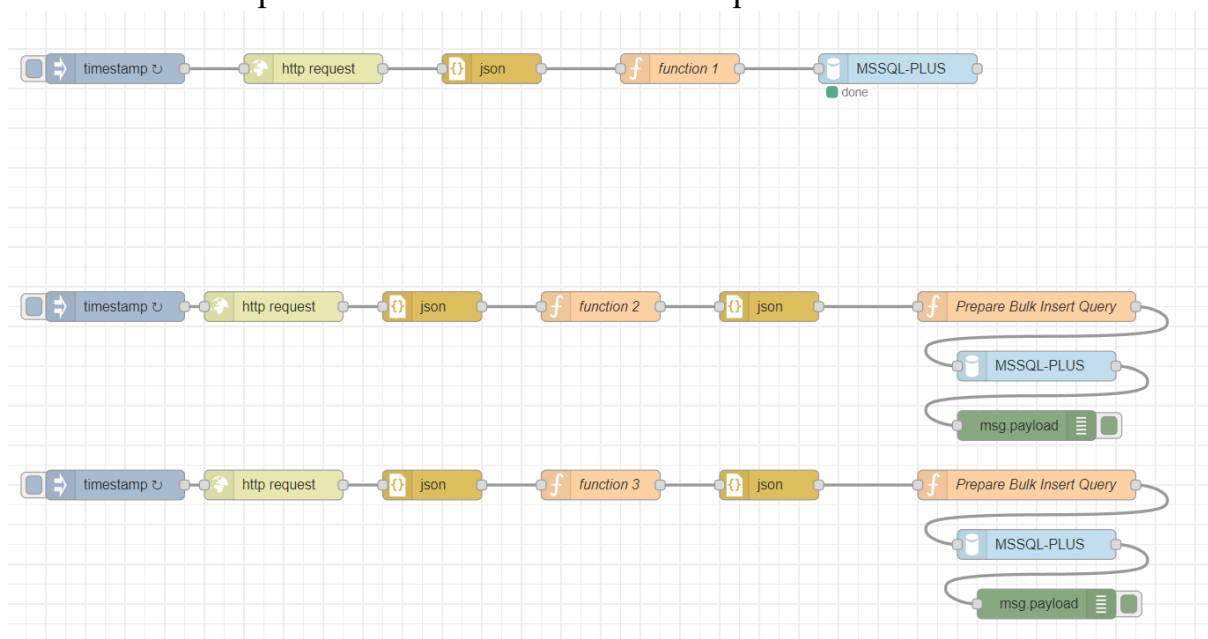 timestamp ↻ http request json function 1 MSSQL-PLUS
done
timestamp ↻ http request json function 2 json Prepare Bulk Insert Query
MSSQL-PLUS
msg.payload
timestamp ↻ http request json function 3 json Prepare Bulk Insert Query
MSSQL-PLUS
msg.payload